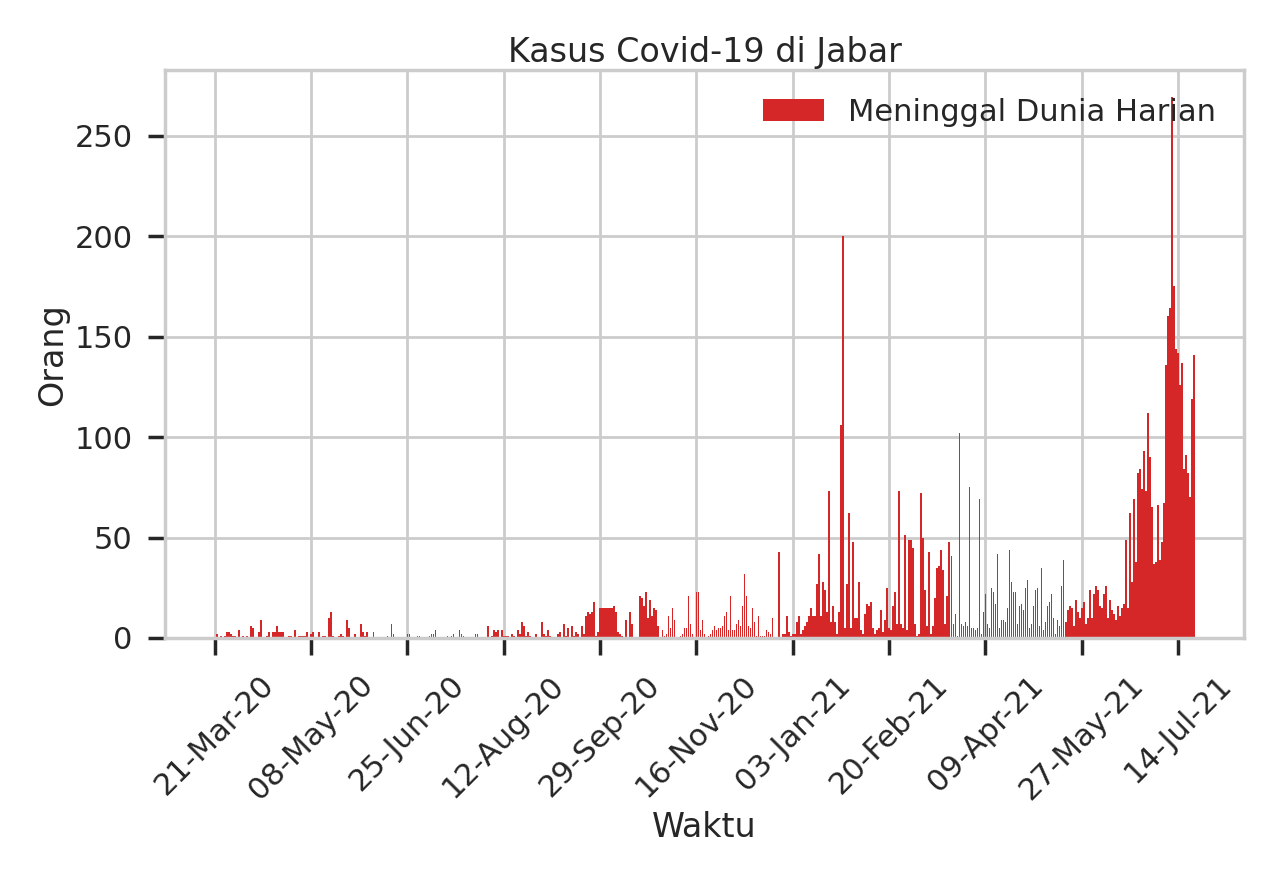 Kasus Covid-19 di Jabar
Meninggal Dunia Harian
Orang
250
200
150
100
50
0
21-Mar-20
08-May-20
25-Jun-20
12-Aug-20
29-Sep-20
16-Nov-20
03-Jan-21
20-Feb-21
09-Apr-21
27-May-21
14-Jul-21
Waktu